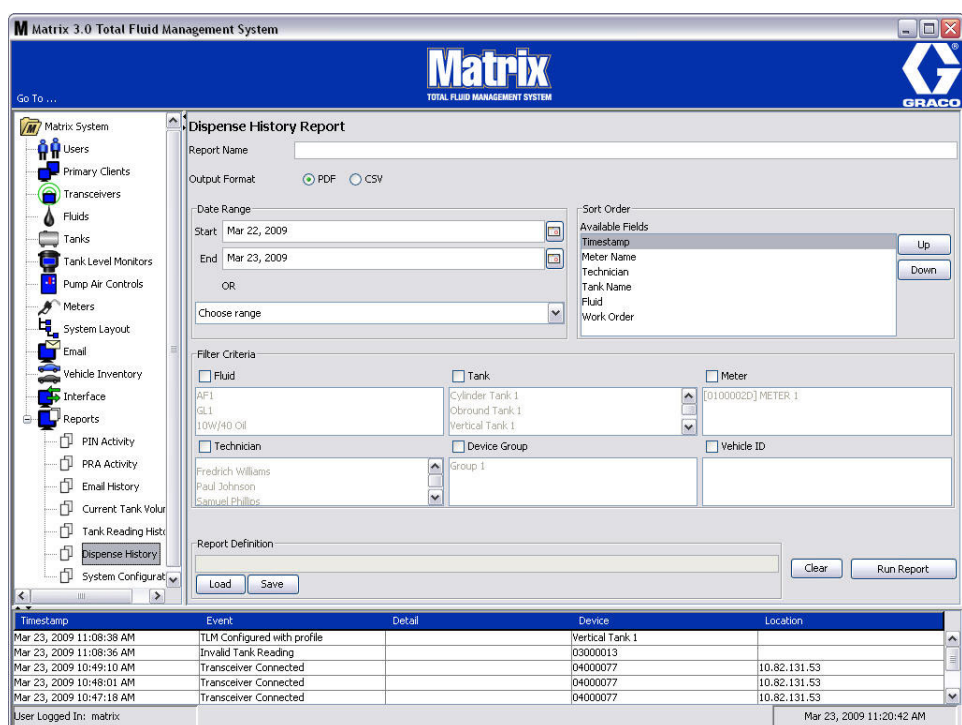 Matrix 3.0 Total Fluid Management System
Matrix
TOTAL FLUID MANAGEMENT SYSTEM
GRACO
Go To ...
Matrix System
Users
Primary Clients
Transceivers
Fluids
Tanks
Tank Level Monitors
Pump Air Controls
Meters
System Layout
Email
Vehicle Inventory
Interface
Reports
PIN Activity
PRA Activity
Email History
Current Tank Volu
Tank Reading Histo
Dispense History
System Configurat
Dispense History Report
Report Name
Output Format PDF CSV
Date Range
Start Mar 22, 2009
End Mar 23, 2009
OR
Choose range
Sort Order
Available Fields
Timestamp
Meter Name
Technician
Tank Name
Fluid
Work Order
Up
Down
Filter Criteria
Fluid
AF1
GL1
10W/40 Oil
Tank
Cylinder Tank 1
Obround Tank 1
Vertical Tank 1
Meter
[0100002D] METER 1
Technician
Fredrich Williams
Paul Johnson
Samuel Phillips
Device Group
Group 1
Vehicle ID
Report Definition
Load Save
Clear Run Report
Timestamp Event Detail Device Location
Mar 23, 2009 11:08:38 AM TLM Configured with profile Vertical Tank 1
Mar 23, 2009 11:08:36 AM Invalid Tank Reading 03000013
Mar 23, 2009 10:49:10 AM Transceiver Connected 04000077 10.82.131.53
Mar 23, 2009 10:48:01 AM Transceiver Connected 04000077 10.82.131.53
Mar 23, 2009 10:47:18 AM Transceiver Connected 04000077 10.82.131.53
User Logged In: matrix Mar 23, 2009 11:20:42 AM